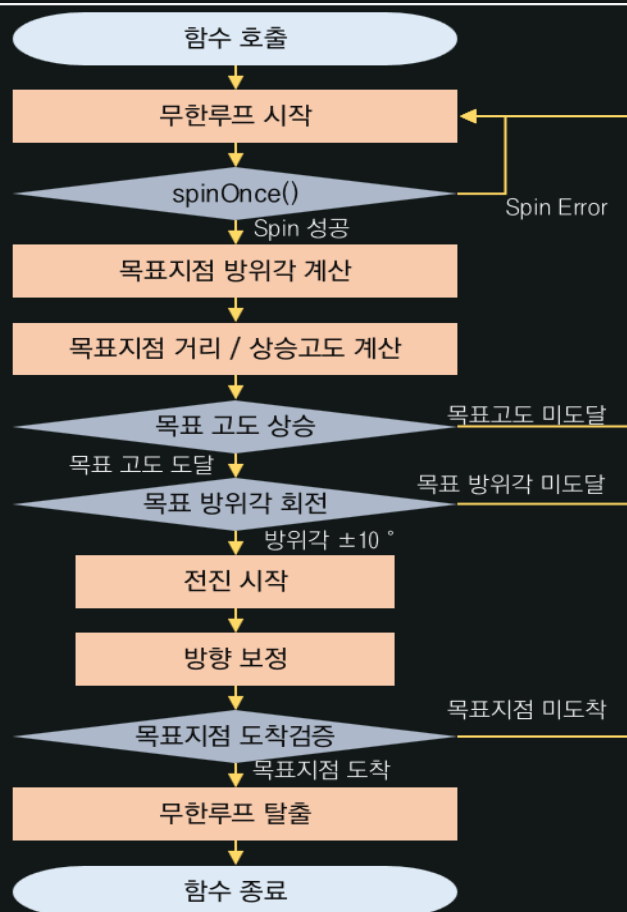 함수 호출
무한루프 시작
spinOnce()
Spin Error
Spin 성공
목표지점 방위각 계산
목표지점 거리 / 상승고도 계산
목표 고도 상승
목표고도 미도달
목표 고도 도달
목표 방위각 회전
목표 방위각 미도달
방위각 ±10 °
전진 시작
방향 보정
목표지점 도착검증
목표지점 미도착
목표지점 도착
무한루프 탈출
함수 종료